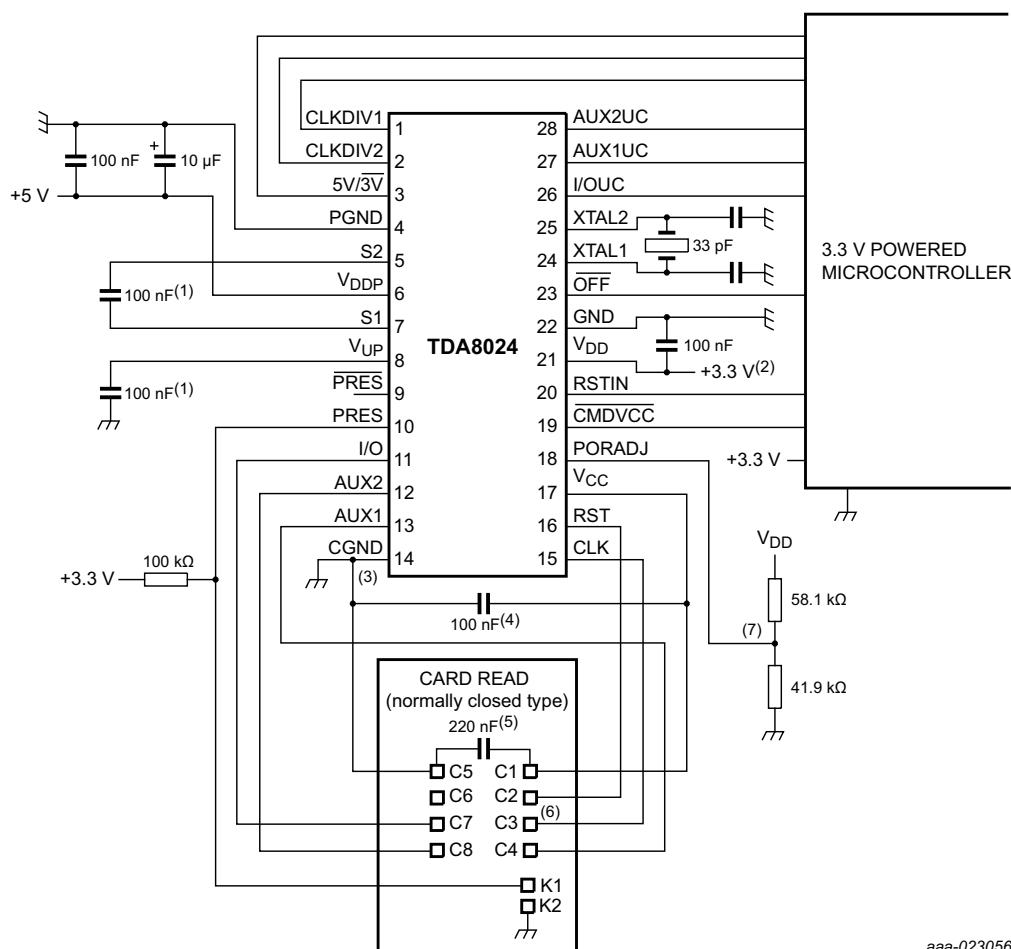 CLKDIV1
1
CLKDIV2
2
5V/3V
3
PGND
4
S2
5
VDDP
6
S1
7
VUP
8
PRES
9
PRES
10
I/O
11
AUX2
12
AUX1
13
CGND
14
(3)
100 nF
+
10 µF
+5 V
100 nF(1)
100 nF(1)
TDA8024
28
AUX2UC
27
AUX1UC
26
I/OUC
25
XTAL2
24
XTAL1
33 pF
23
OFF
22
GND
21
VDD
100 nF
+3.3 V(2)
20
RSTIN
19
CMDVCC
18
PORADJ
17
VCC
16
RST
15
CLK
3.3 V POWERED
MICROCONTROLLER
+3.3 V
VDD
58.1 kΩ
(7)
41.9 kΩ
+3.3 V
100 kΩ
100 nF(4)
CARD READ
(normally closed type)
220 nF(5)
C5 C1
C6 C2
(6)
C7 C3
C8 C4
K1
K2
aaa-023056